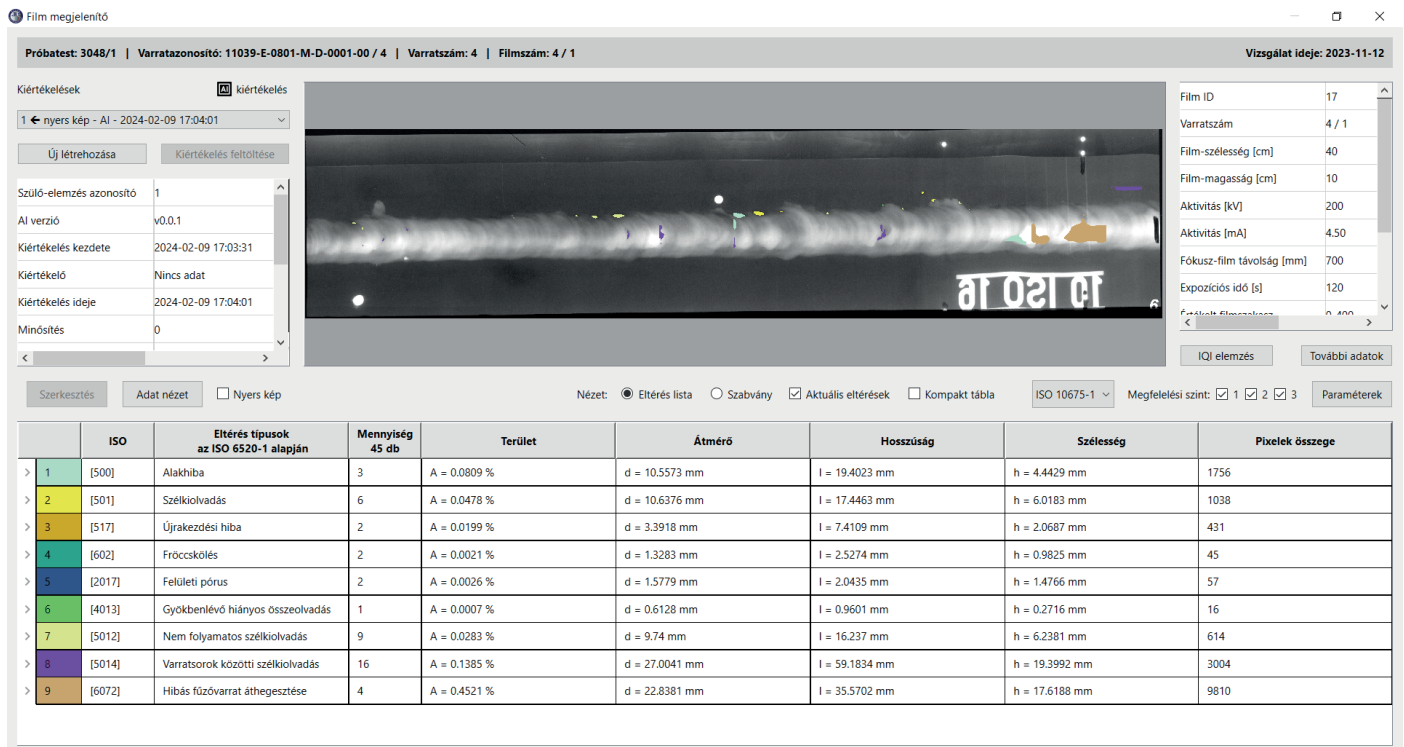 Film megjelenítő
Próbatest: 3048/1 | Varratazonosító: 11039-E-0801-M-D-0001-00 / 4 | Varratszám: 4 | Filmszám: 4 / 1 Vizsgálat ideje: 2023-11-12
Kiértékelések AI kiértékelés
1 ← nyers kép - AI - 2024-02-09 17:04:01
Új létrehozása Kiértékelés feltöltése
Szülő-elemzés azonosító 1
AI verzió v0.0.1
Kiértékelés kezdete 2024-02-09 17:03:31
Kiértékelő Nincs adat
Kiértékelés ideje 2024-02-09 17:04:01
Minősítés 0
10 ISO 16
6
Film ID 17
Varratszám 4 / 1
Film-szélesség [cm] 40
Film-magasság [cm] 10
Aktivitás [kV] 200
Aktivitás [mA] 4.50
Fókusz-film távolság [mm] 700
Expozíciós idő [s] 120
Értékelt filmszakasz 0-400
IQI elemzés További adatok
Szerkesztés Adat nézet Nyers kép Nézet: Eltérés lista Szabvány Aktuális eltérések Kompakt tábla ISO 10675-1 Megfelelési szint: 1 2 3 Paraméterek
ISO Eltérés típusok az ISO 6520-1 alapján Mennyiség 45 db Terület Átmérő Hosszúság Szélesség Pixelek összege
1 [500] Alakhiba 3 A = 0.0809 % d = 10.5573 mm l = 19.4023 mm h = 4.4429 mm 1756
2 [501] Szélkiolvadás 6 A = 0.0478 % d = 10.6376 mm l = 17.4463 mm h = 6.0183 mm 1038
3 [517] Újrakezdési hiba 2 A = 0.0199 % d = 3.3918 mm l = 7.4109 mm h = 2.0687 mm 431
4 [602] Fröccskölés 2 A = 0.0021 % d = 1.3283 mm l = 2.5274 mm h = 0.9825 mm 45
5 [2017] Felületi pórus 2 A = 0.0026 % d = 1.5779 mm l = 2.0435 mm h = 1.4766 mm 57
6 [4013] Gyökbenlévő hiányos összeolvadás 1 A = 0.0007 % d = 0.6128 mm l = 0.9601 mm h = 0.2716 mm 16
7 [5012] Nem folyamatos szélkiolvadás 9 A = 0.0283 % d = 9.74 mm l = 16.237 mm h = 6.2381 mm 614
8 [5014] Varratsorok közötti szélkiolvadás 16 A = 0.1385 % d = 27.0041 mm l = 59.1834 mm h = 19.3992 mm 3004
9 [6072] Hibás fűzővarrat áthegesztése 4 A = 0.4521 % d = 22.8381 mm l = 35.5702 mm h = 17.6188 mm 9810